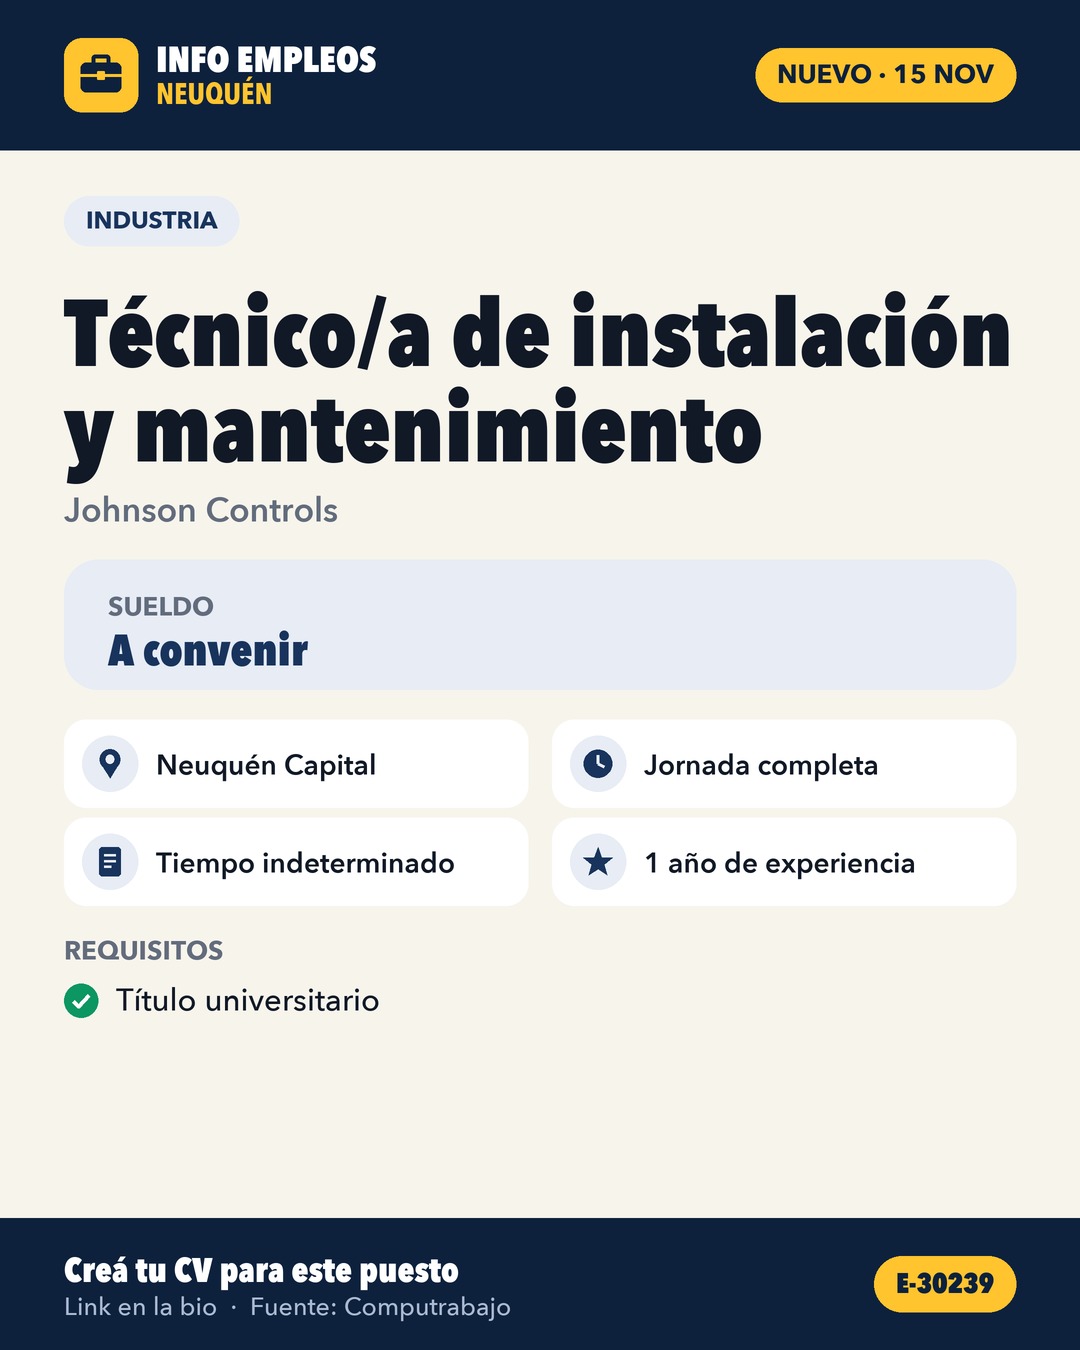 INFO EMPLEOS
NEUQUÉN
NUEVO · 15 NOV
INDUSTRIA
Técnico/a de instalación
y mantenimiento
Johnson Controls
SUELDO
A convenir
Neuquén Capital
Jornada completa
Tiempo indeterminado
1 año de experiencia
REQUISITOS
Título universitario
Creá tu CV para este puesto
Link en la bio · Fuente: Computrabajo
E-30239